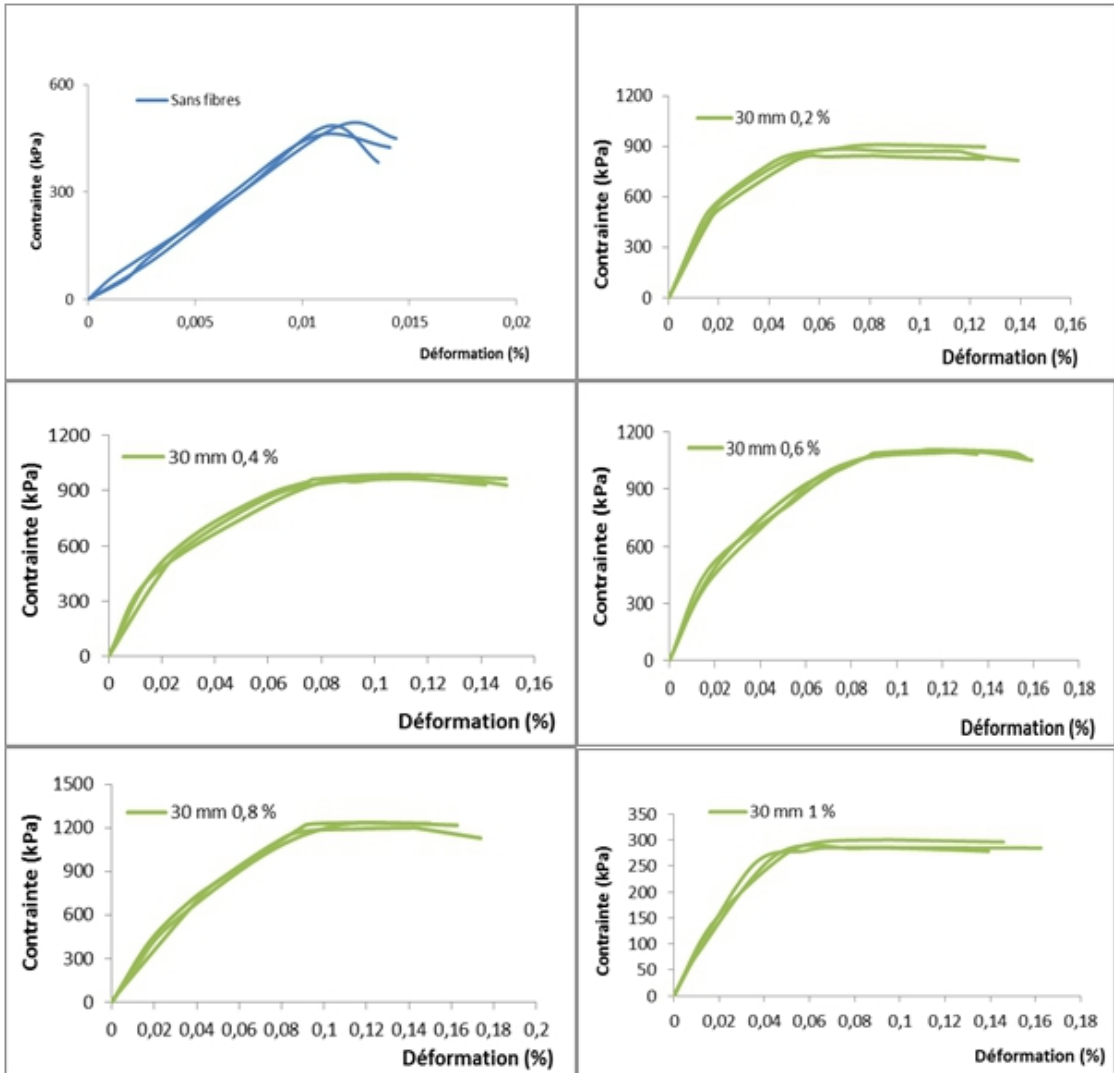 Sans fibres
Contrainte (kPa)
600
300
0
0 0,005 0,01 0,015 0,02
Déformation (%)
30 mm 0,2 %
Contrainte (kPa)
1200
900
600
300
0
0 0,02 0,04 0,06 0,08 0,1 0,12 0,14 0,16
Déformation (%)
30 mm 0,4 %
Contrainte (kPa)
1200
900
600
300
0
0 0,02 0,04 0,06 0,08 0,1 0,12 0,14 0,16
Déformation (%)
30 mm 0,6 %
Contrainte (kPa)
1200
900
600
300
0
0 0,02 0,04 0,06 0,08 0,1 0,12 0,14 0,16 0,18
Déformation (%)
30 mm 0,8 %
Contrainte (kPa)
1500
1200
900
600
300
0
0 0,02 0,04 0,06 0,08 0,1 0,12 0,14 0,16 0,18 0,2
Déformation (%)
30 mm 1 %
Contrainte (kPa)
350
300
250
200
150
100
50
0
0 0,02 0,04 0,06 0,08 0,1 0,12 0,14 0,16 0,18
Déformation (%)